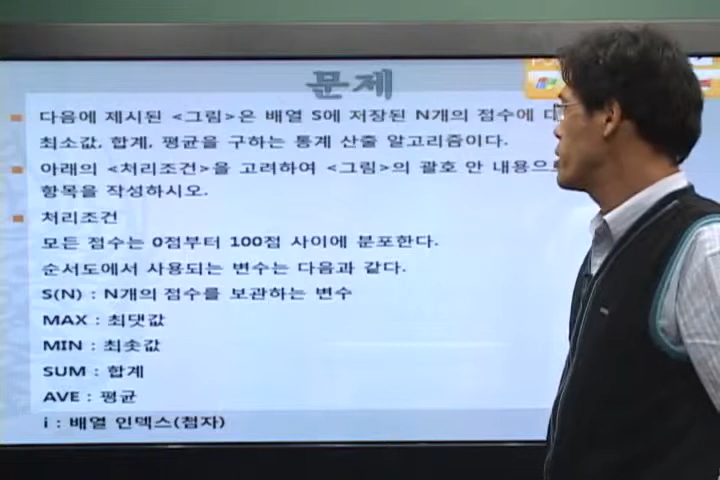 문제
다음에 제시된 <그림>은 배열 S에 저장된 N개의 점수에
최소값, 합계, 평균을 구하는 통계 산출 알고리즘이다.
아래의 <처리조건>을 고려하여 <그림>의 괄호 안 내용으로
항목을 작성하시오.
처리조건
모든 점수는 0점부터 100점 사이에 분포한다.
순서도에서 사용되는 변수는 다음과 같다.
S(N) : N개의 점수를 보관하는 변수
MAX : 최댓값
MIN : 최솟값
SUM : 합계
AVE : 평균
i : 배열 인덱스(첨자)